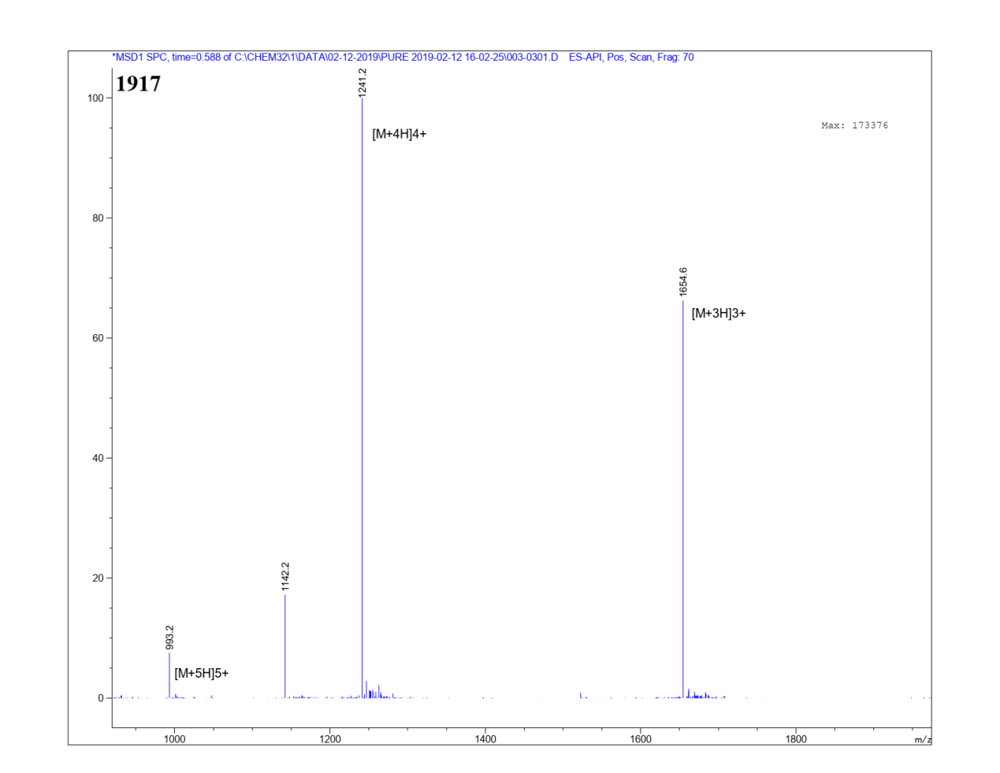 *MSD1 SPC, time=0.588 of C:\CHEM32\1\DATA\02-12-2019\PURE 2019-02-12 16-02-25\003-0301.D    ES-API, Pos, Scan, Frag: 70
1917
1241.2
100
Max: 173376
[M+4H]4+
80
1654.6
[M+3H]3+
60
40
1142.2
20
993.2
[M+5H]5+
0
1000
1200
1400
1600
1800
m/z